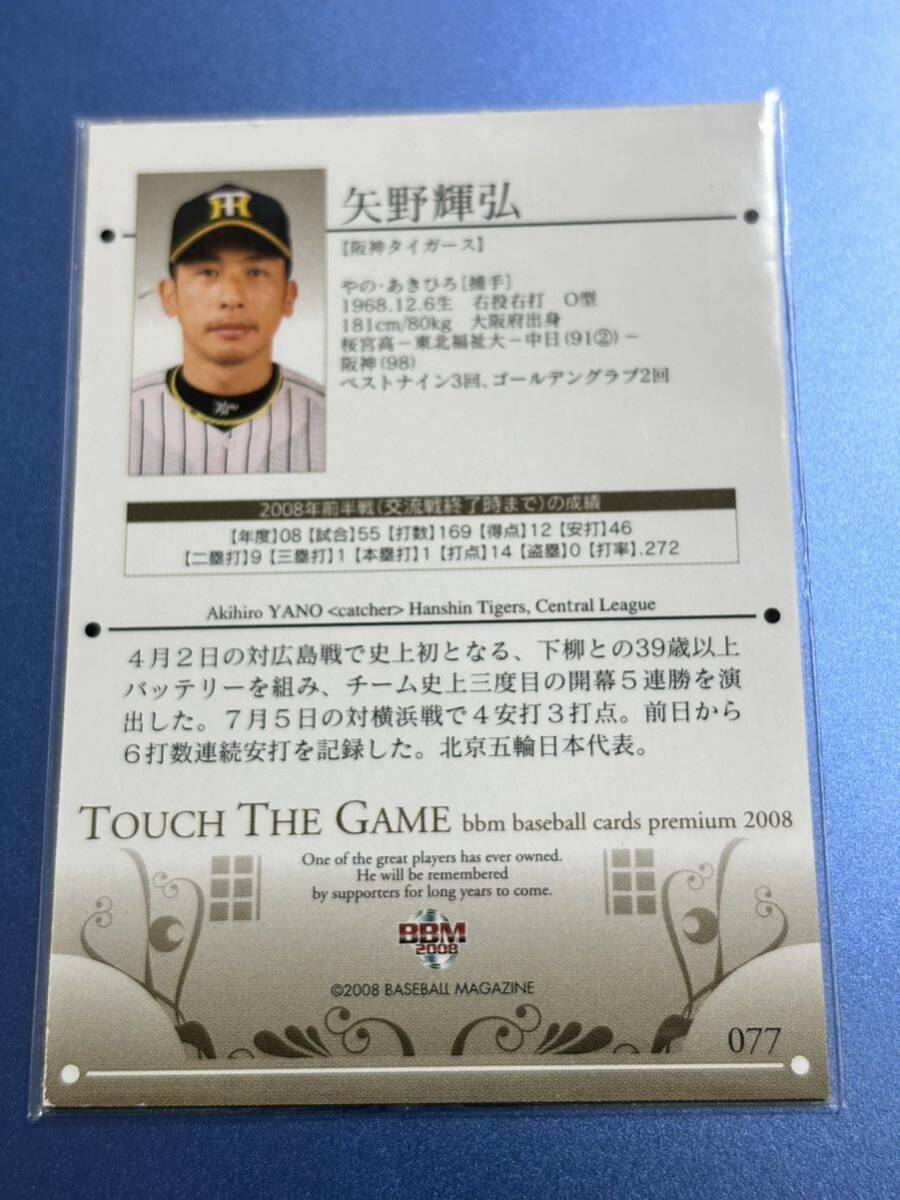 矢野輝弘
【阪神タイガース】
やの・あきひろ[捕手]
1968.12.6生 右投右打 O型
181cm/80kg 大阪府出身
桜宮高－東北福祉大－中日(91②)－
阪神(98)
ベストナイン3回、ゴールデングラブ2回
2008年前半戦(交流戦終了時まで)の成績
【年度】08【試合】55【打数】169【得点】12【安打】46
【二塁打】9【三塁打】1【本塁打】1【打点】14【盗塁】0【打率】.272
Akihiro YANO <catcher> Hanshin Tigers, Central League
４月２日の対広島戦で史上初となる、下柳との39歳以上
バッテリーを組み、チーム史上三度目の開幕５連勝を演
出した。７月５日の対横浜戦で４安打３打点。前日から
６打数連続安打を記録した。北京五輪日本代表。
TOUCH THE GAME bbm baseball cards premium 2008
One of the great players has ever owned.
He will be remembered
by supporters for long years to come.
BBM
2008
©2008 BASEBALL MAGAZINE
077